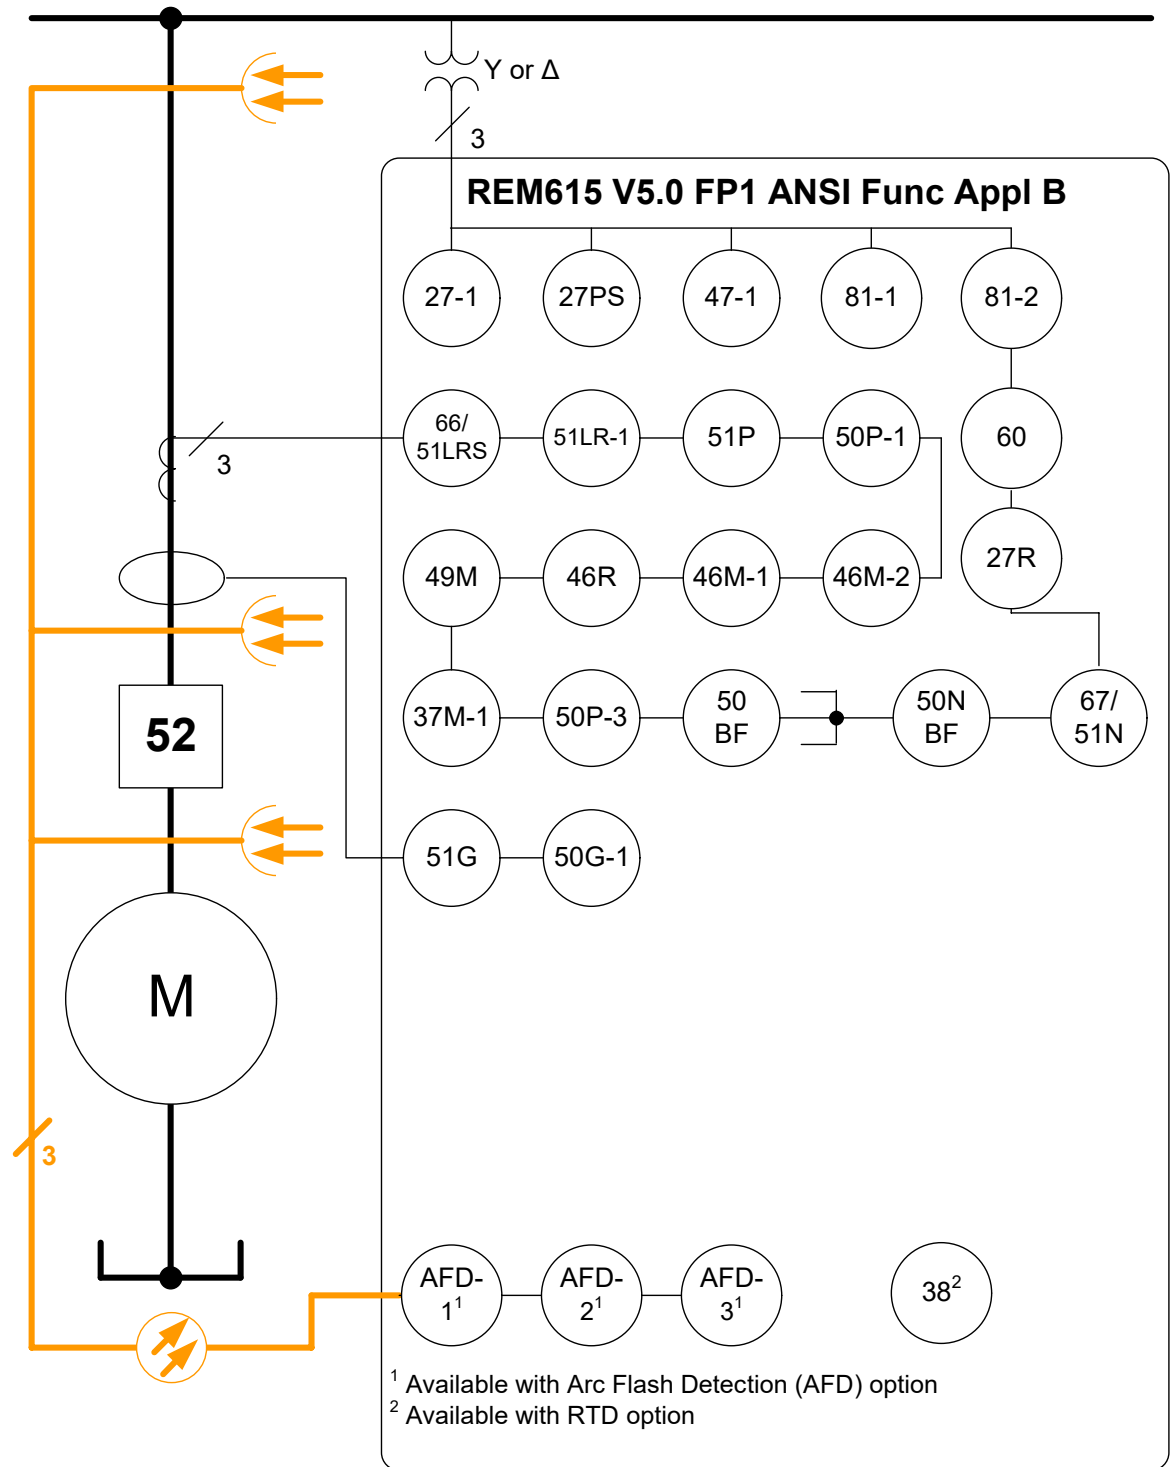 Y or Δ
3
REM615 V5.0 FP1 ANSI Func Appl B
27-1
27PS
47-1
81-1
81-2
66/
51LRS
51LR-1
51P
50P-1
60
3
49M
46R
46M-1
46M-2
27R
52
37M-1
50P-3
50
BF
50N
BF
67/
51N
51G
50G-1
M
3
AFD-
1¹
AFD-
2¹
AFD-
3¹
38²
¹ Available with Arc Flash Detection (AFD) option
² Available with RTD option